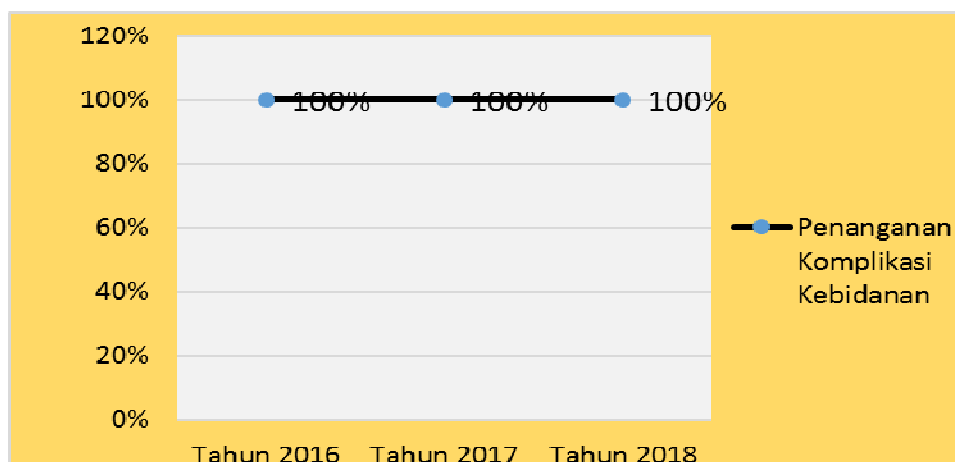 120%
100%
80%
60%
40%
20%
0%
100% 100% 100%
Tahun 2016 Tahun 2017 Tahun 2018
Penanganan
Komplikasi
Kebidanan